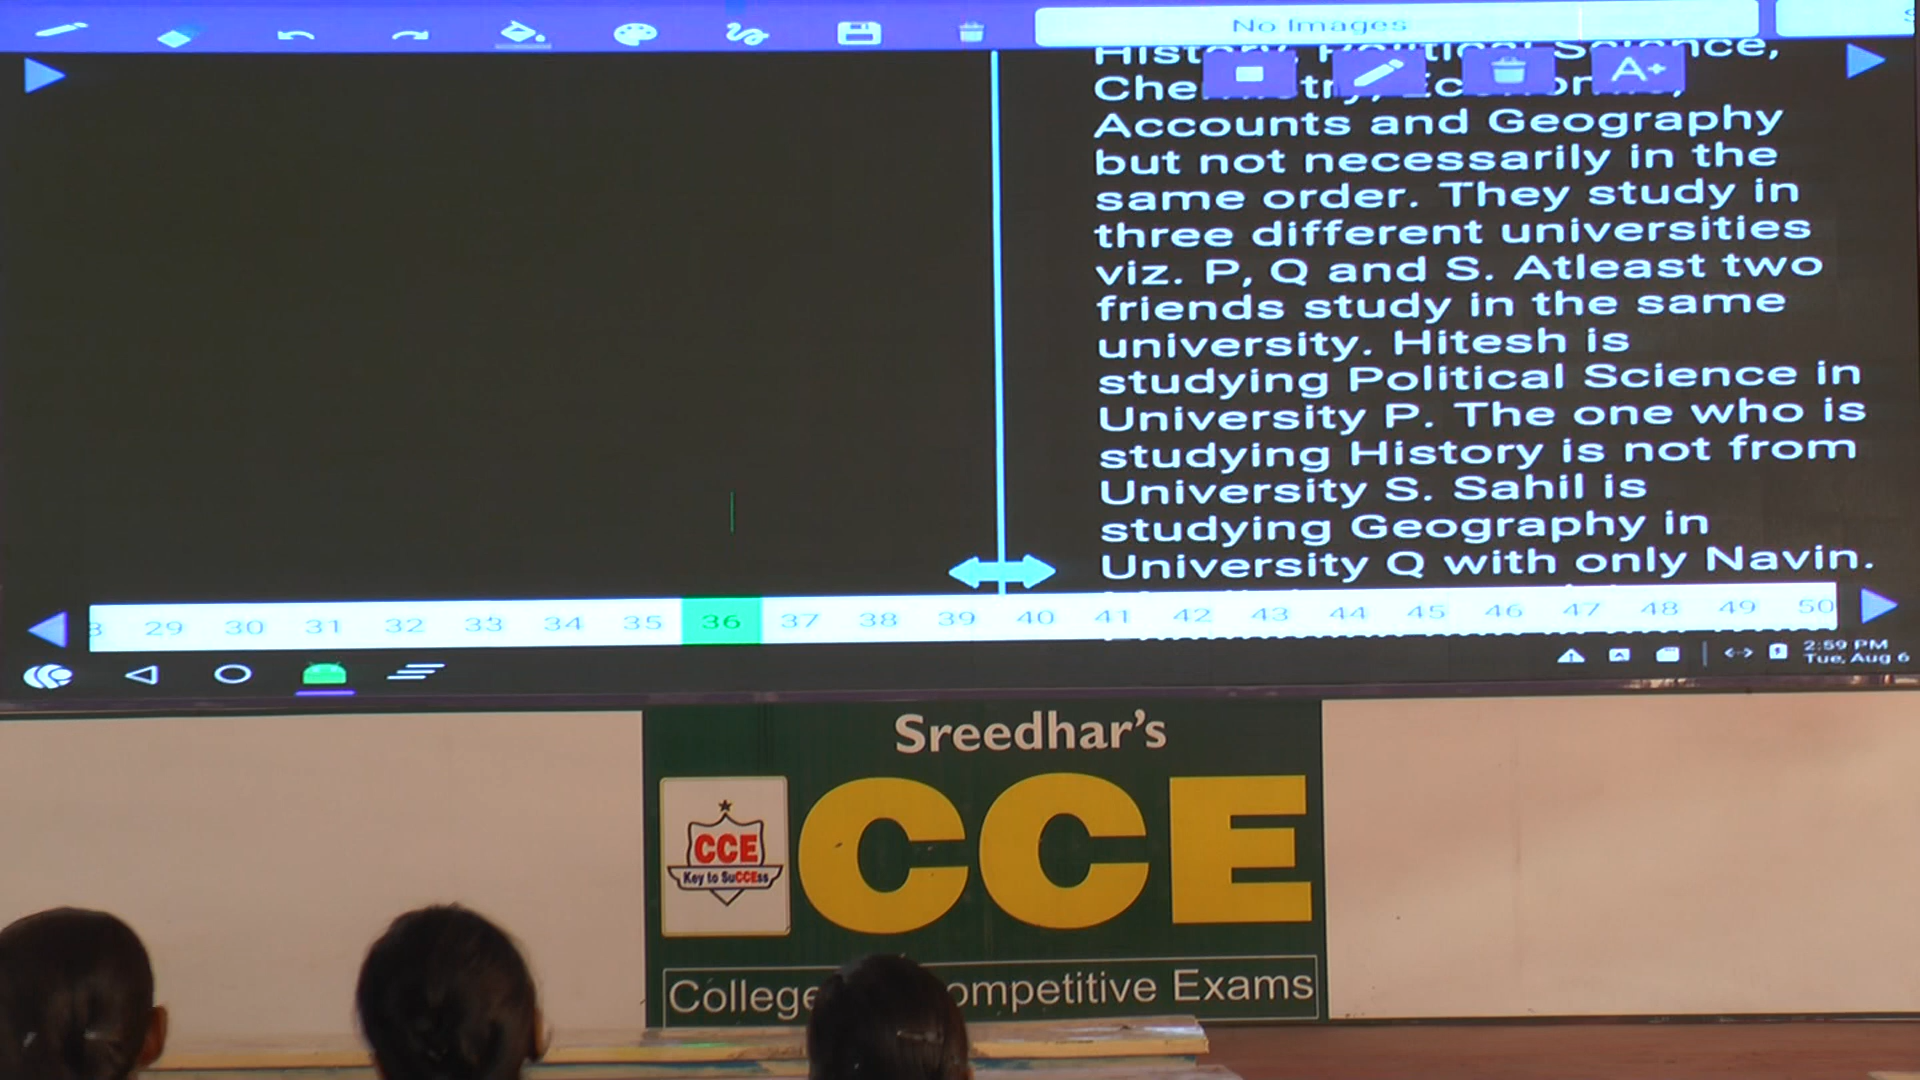 No Images
A+
Accounts and Geography
but not necessarily in the
same order. They study in
three different universities
viz. P, Q and S. Atleast two
friends study in the same
university. Hitesh is
studying Political Science in
University P. The one who is
studying History is not from
University S. Sahil is
studying Geography in
University Q with only Navin.
29 30 31 32 33 34 35 36 37 38 39 40 41 42 43 44 45 46 47 48 49 50
2:59 PM
Tue, Aug 6
Sreedhar's
CCE
CCE
Key to SuCCEss
College Exams